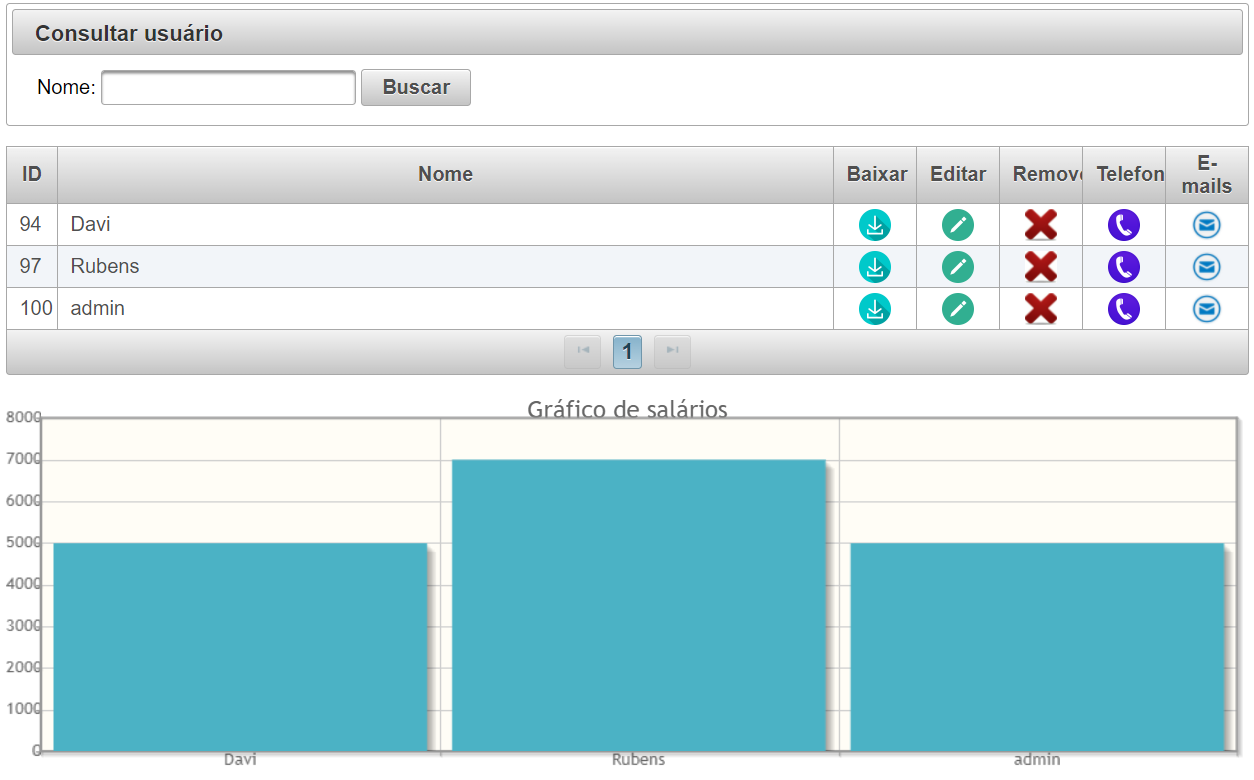 Consultar usuário
Nome: Buscar
ID Nome Baixar Editar Remove Telefon E-
mails
94 Davi
97 Rubens
100 admin
1
Gráfico de salários
8000
7000
6000
5000
4000
3000
2000
1000
0
Davi Rubens admin